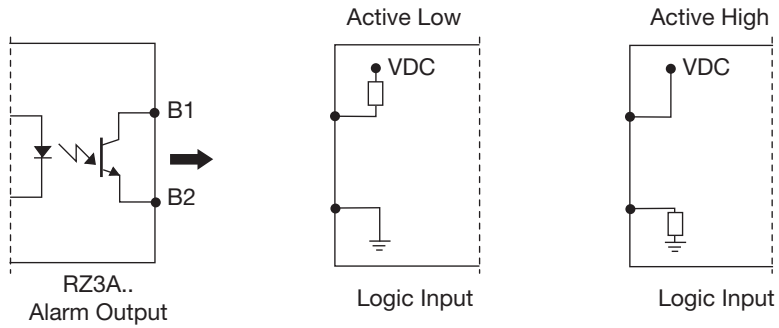 Active Low
Active High
VDC
VDC
B1
B2
RZ3A..
Alarm Output
Logic Input
Logic Input